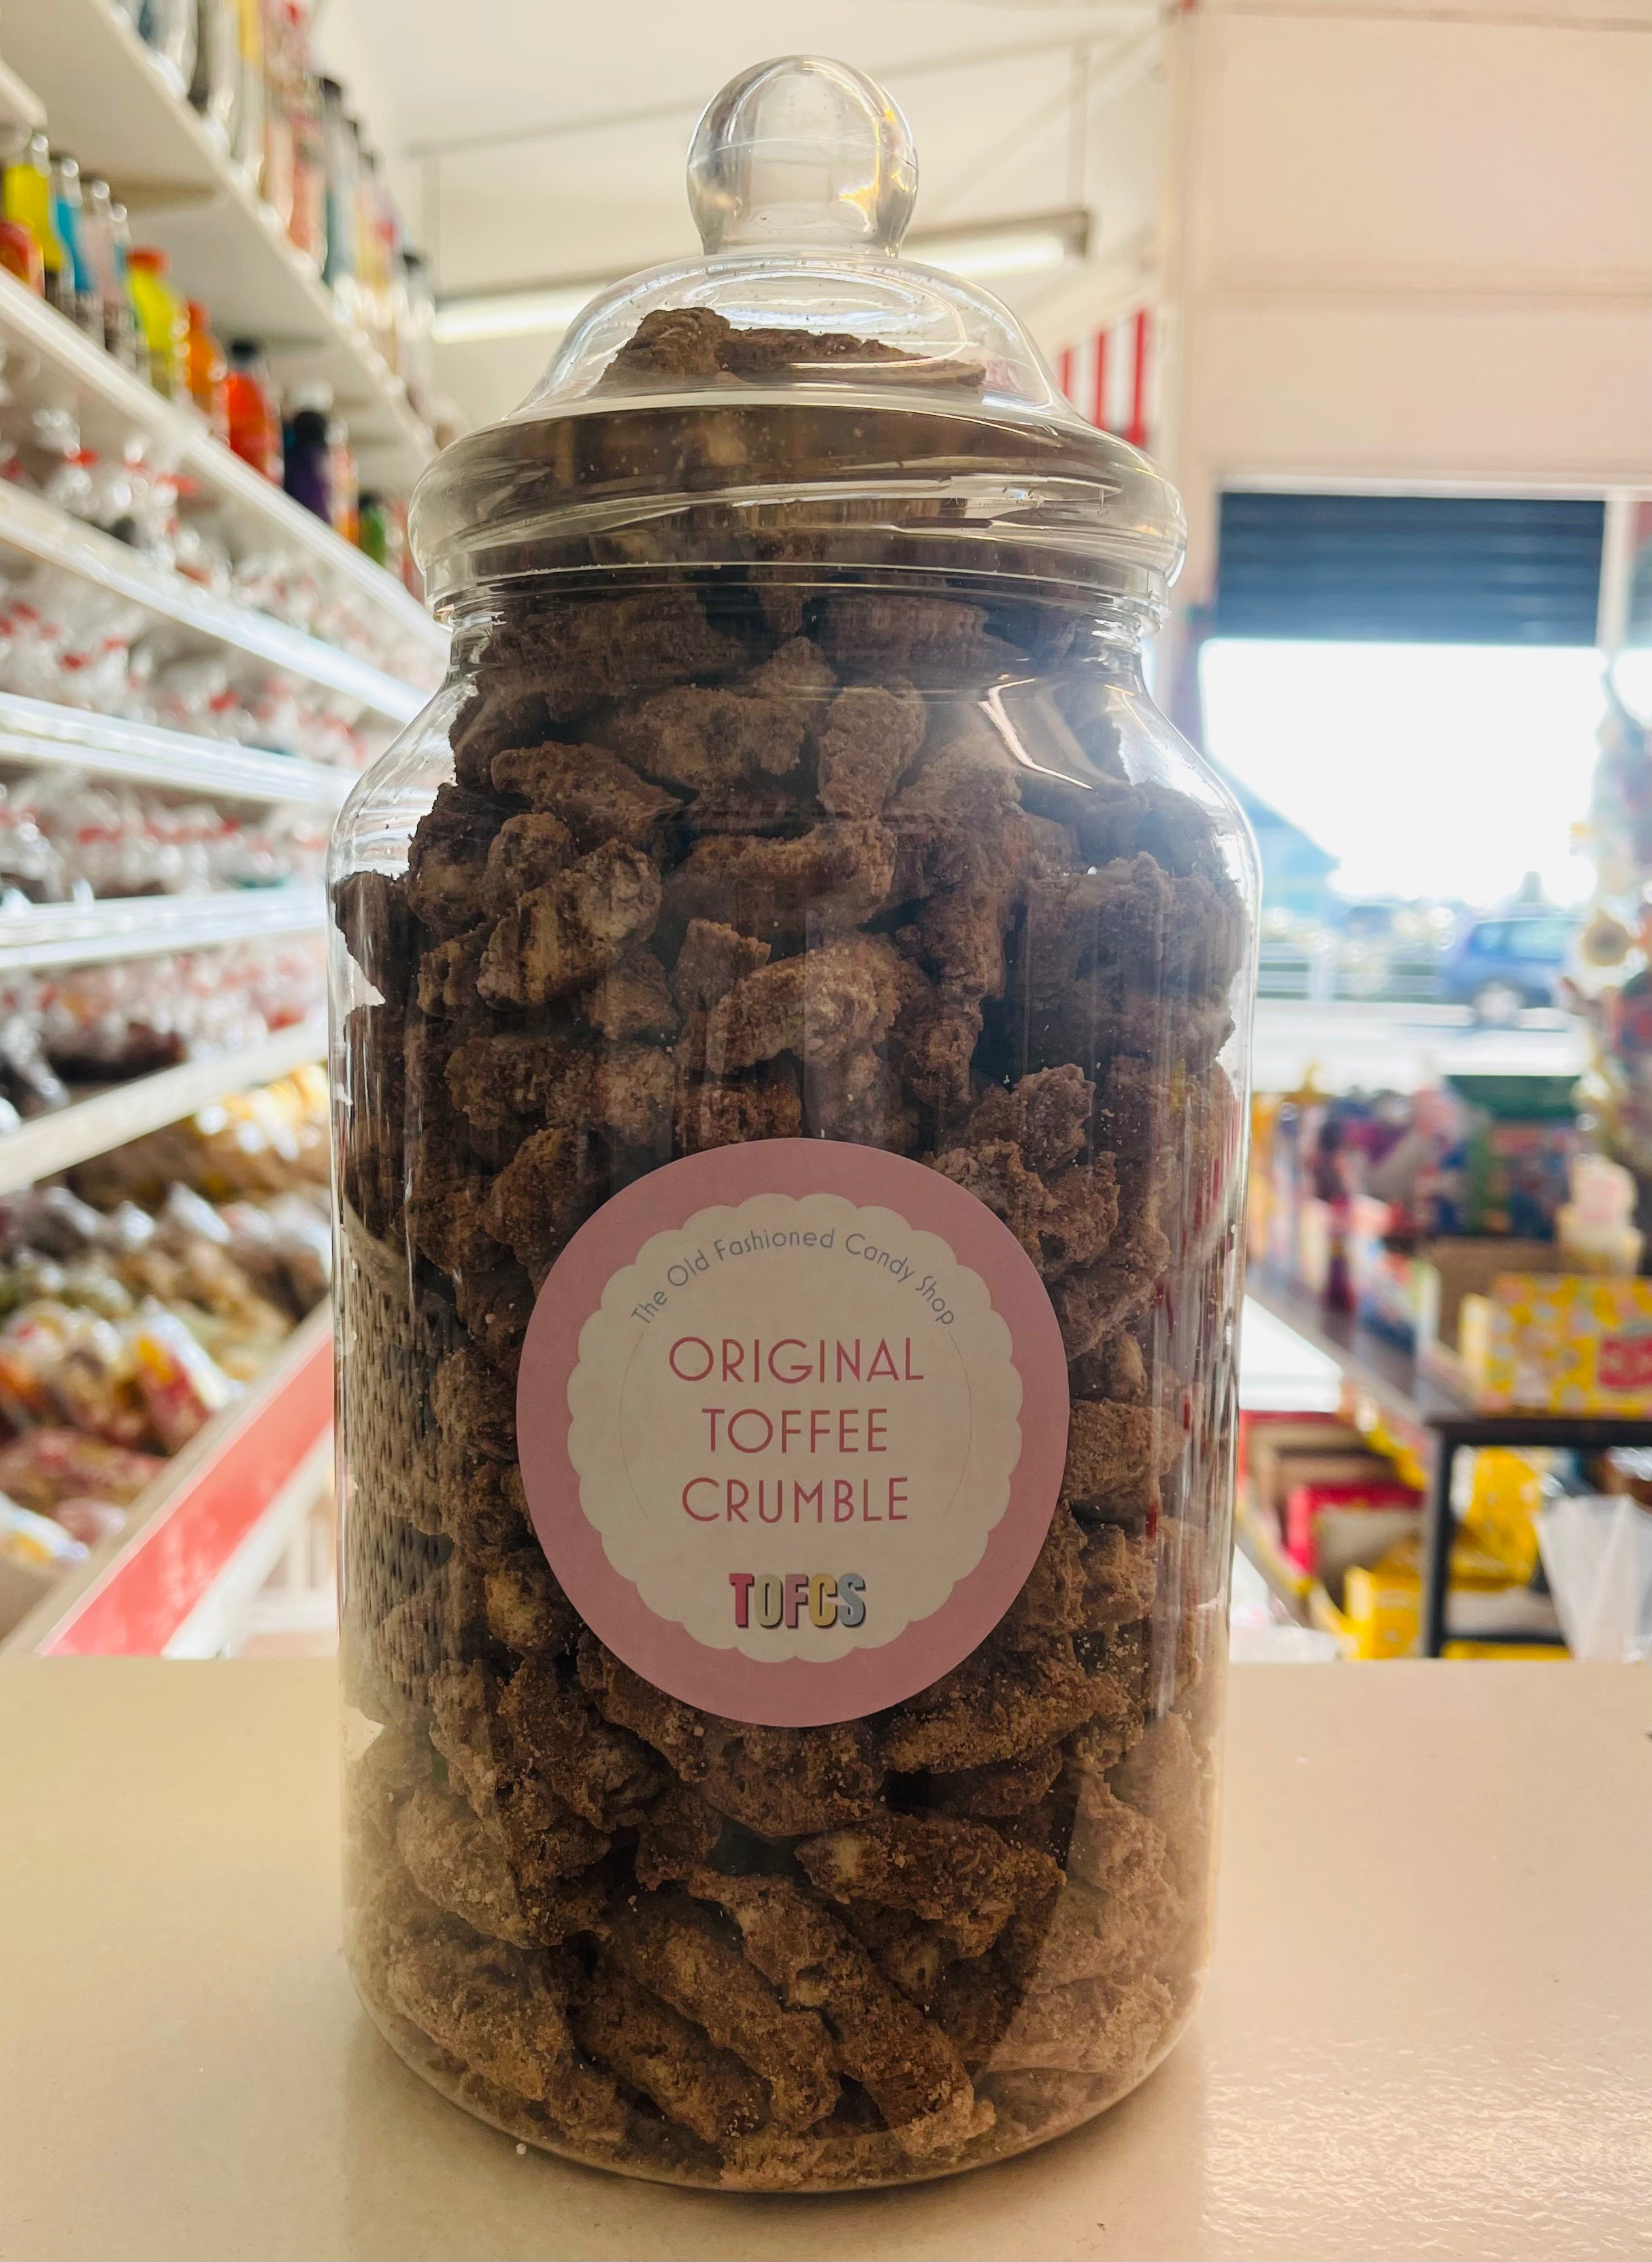 The Old Fashioned Candy Shop
ORIGINAL
TOFFEE
CRUMBLE
TOFCS